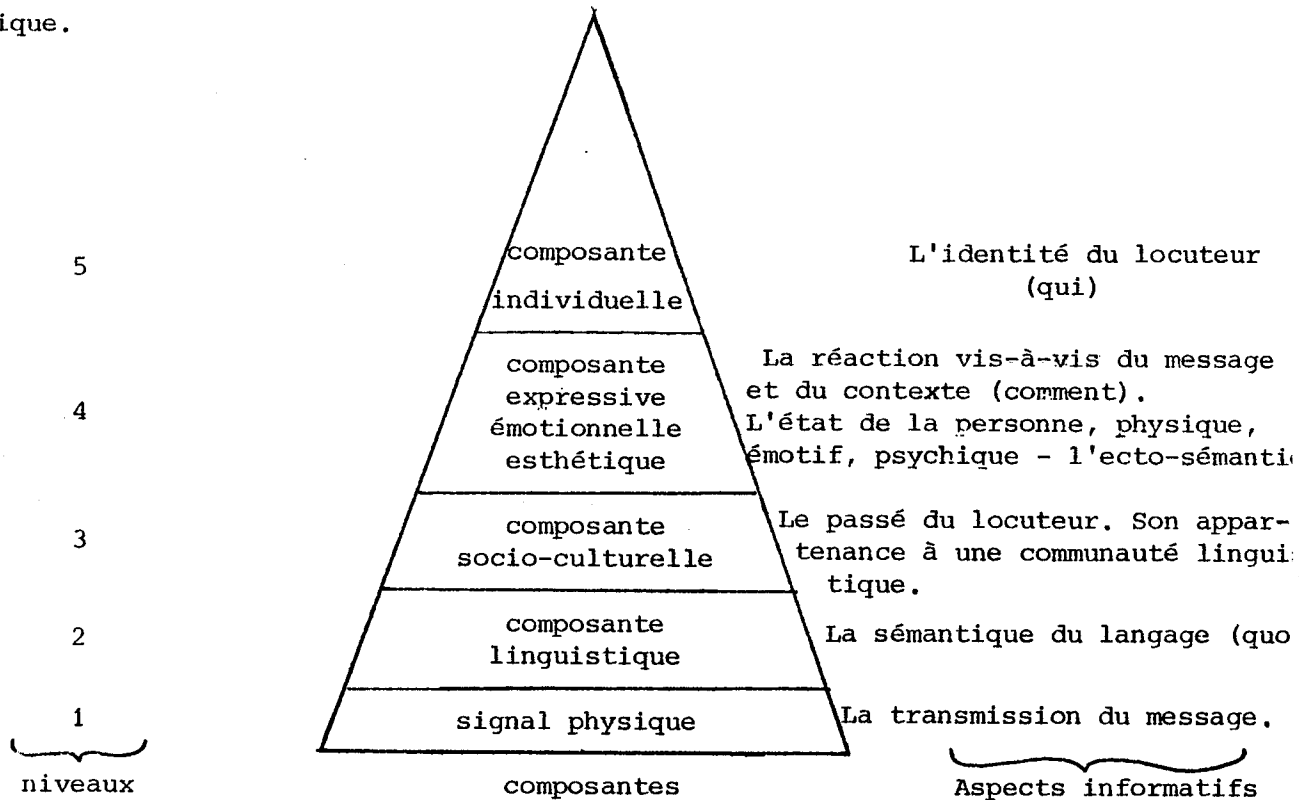 ique.
5
composante
individuelle
L'identité du locuteur
(qui)
4
composante
expressive
émotionnelle
esthétique
La réaction vis-à-vis du message
et du contexte (comment).
L'état de la personne, physique,
émotif, psychique - l'ecto-sémanti
3
composante
socio-culturelle
Le passé du locuteur. Son appar-
tenance à une communauté lingui
tique.
2
composante
linguistique
La sémantique du langage (quo
1
signal physique
La transmission du message.
niveaux
composantes
Aspects informatifs